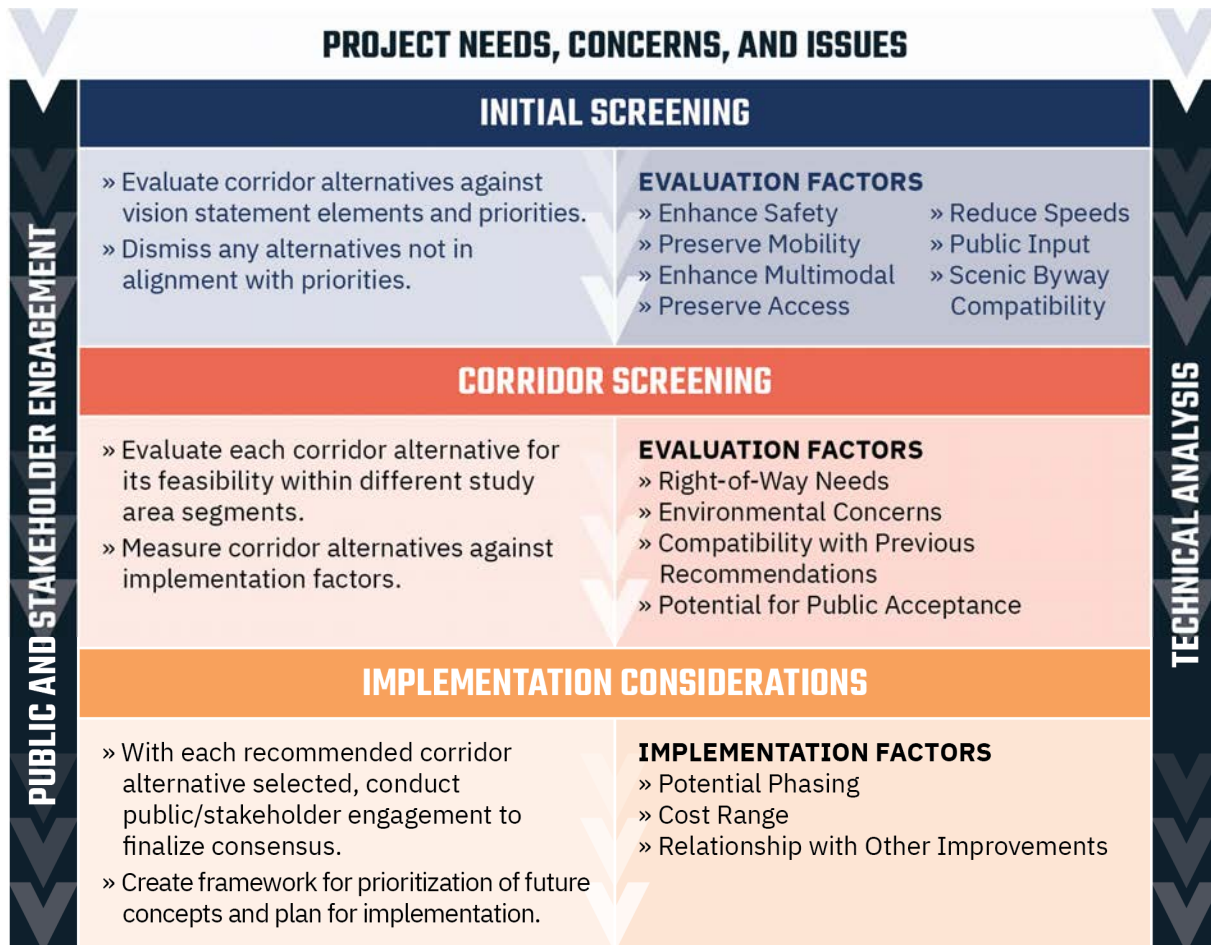 PROJECT NEEDS, CONCERNS, AND ISSUES
PUBLIC AND STAKEHOLDER ENGAGEMENT
INITIAL SCREENING
» Evaluate corridor alternatives against
vision statement elements and priorities.
» Dismiss any alternatives not in
alignment with priorities.
EVALUATION FACTORS
» Enhance Safety
» Preserve Mobility
» Enhance Multimodal
» Preserve Access
» Reduce Speeds
» Public Input
» Scenic Byway
Compatibility
CORRIDOR SCREENING
» Evaluate each corridor alternative for
its feasibility within different study
area segments.
» Measure corridor alternatives against
implementation factors.
EVALUATION FACTORS
» Right-of-Way Needs
» Environmental Concerns
» Compatibility with Previous
Recommendations
» Potential for Public Acceptance
IMPLEMENTATION CONSIDERATIONS
» With each recommended corridor
alternative selected, conduct
public/stakeholder engagement to
finalize consensus.
» Create framework for prioritization of future
concepts and plan for implementation.
IMPLEMENTATION FACTORS
» Potential Phasing
» Cost Range
» Relationship with Other Improvements
TECHNICAL ANALYSIS